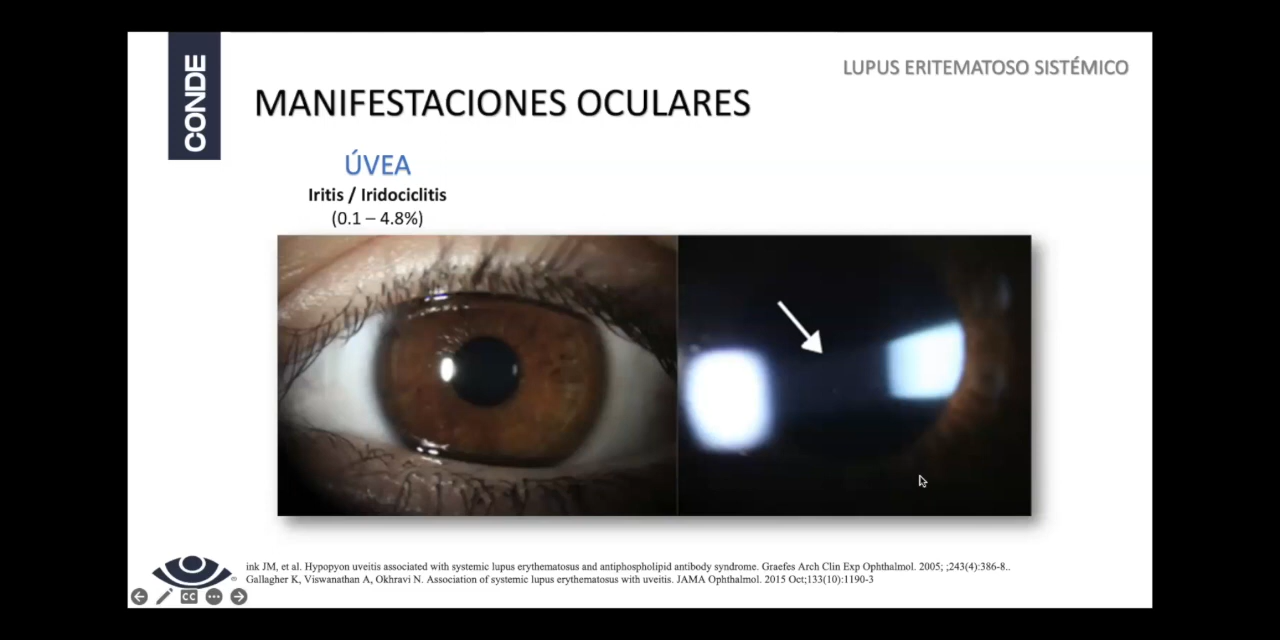 CONDE
LUPUS ERITEMATOSO SISTÉMICO
MANIFESTACIONES OCULARES
ÚVEA
Iritis / Iridociclitis
(0.1 – 4.8%)
ink JM, et al. Hypopyon uveitis associated with systemic lupus erythematosus and antiphospholipid antibody syndrome. Graefes Arch Clin Exp Ophthalmol. 2005; ;243(4):386-8..
Gallagher K, Viswanathan A, Okhravi N. Association of systemic lupus erythematosus with uveitis. JAMA Ophthalmol. 2015 Oct;133(10):1190-3
CC